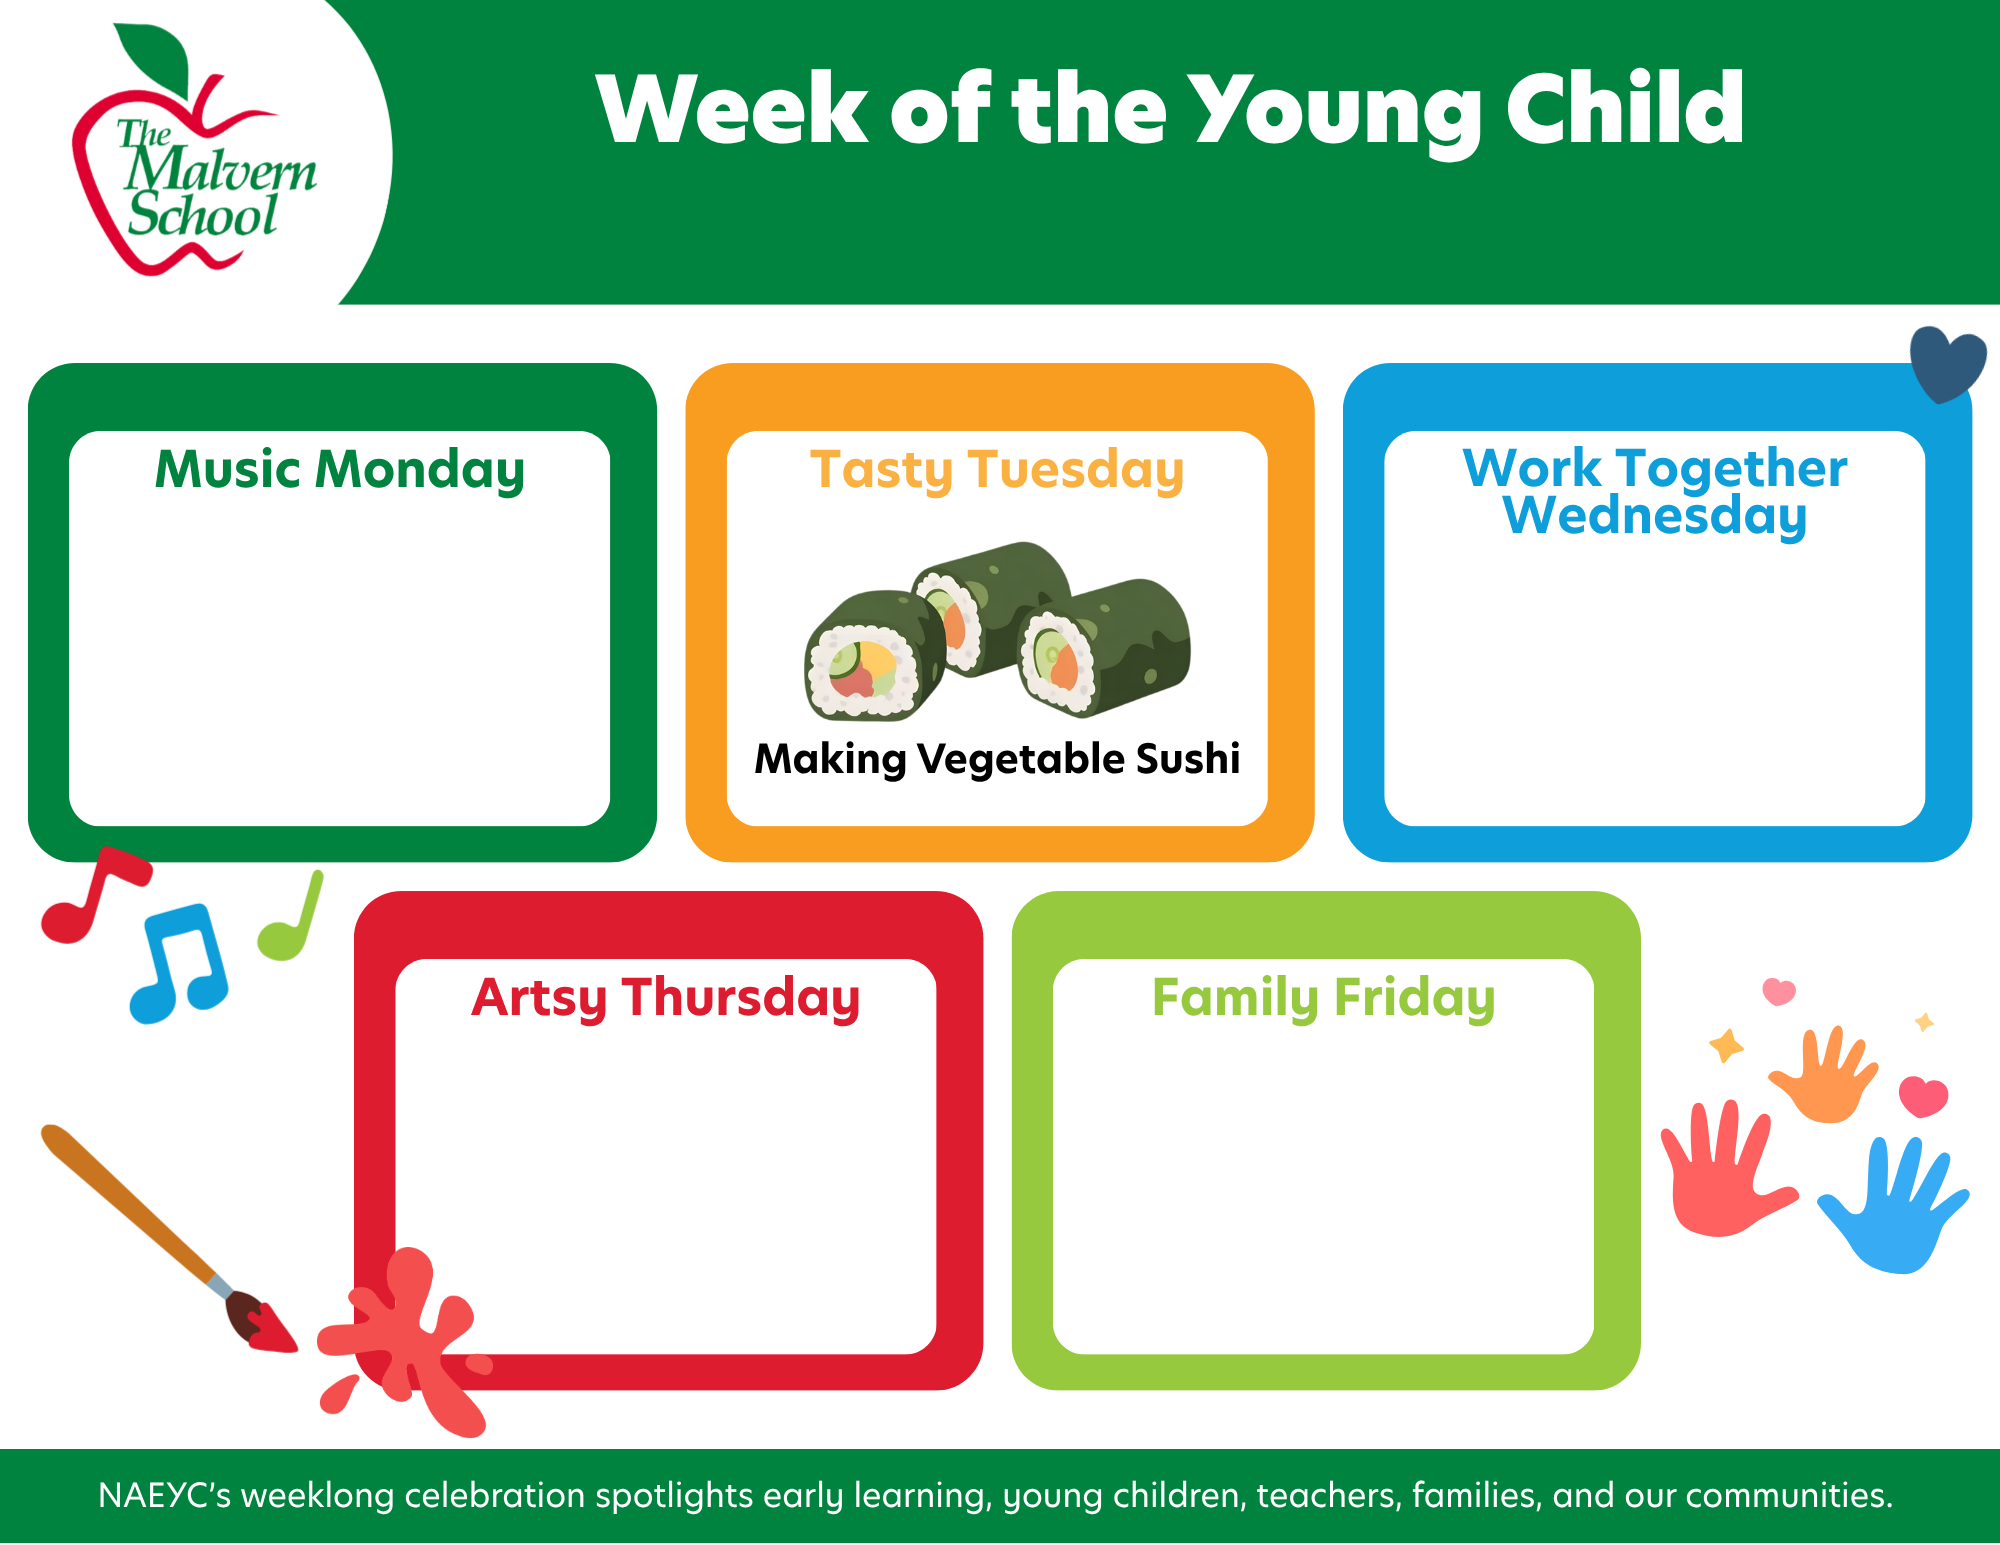 The
Malvern
School
Week of the Young Child
Music Monday
Tasty Tuesday
Making Vegetable Sushi
Work Together
Wednesday
Artsy Thursday
Family Friday
NAEYC's weeklong celebration spotlights early learning, young children, teachers, families, and our communities.